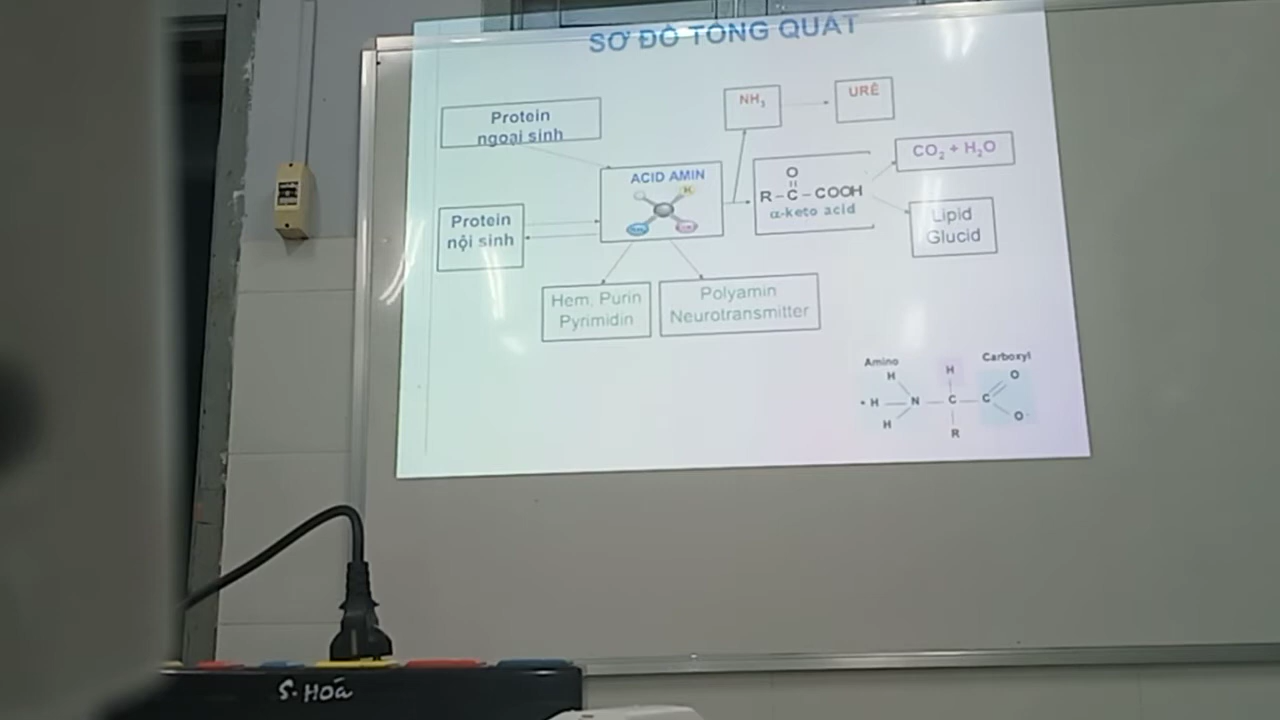 SƠ ĐỒ TỔNG QUÁT
Protein
ngoại sinh
NH3
URÊ
ACID AMIN
H
O
R-C-COOH
α-keto acid
CO2 + H2O
Protein
nội sinh
Lipid
Glucid
Hem, Purin
Pyrimidin
Polyamin
Neurotransmitter
Amino
Carboxyl
H
H
O
+ H
N
C
C
H
R
O-
S. Hoá